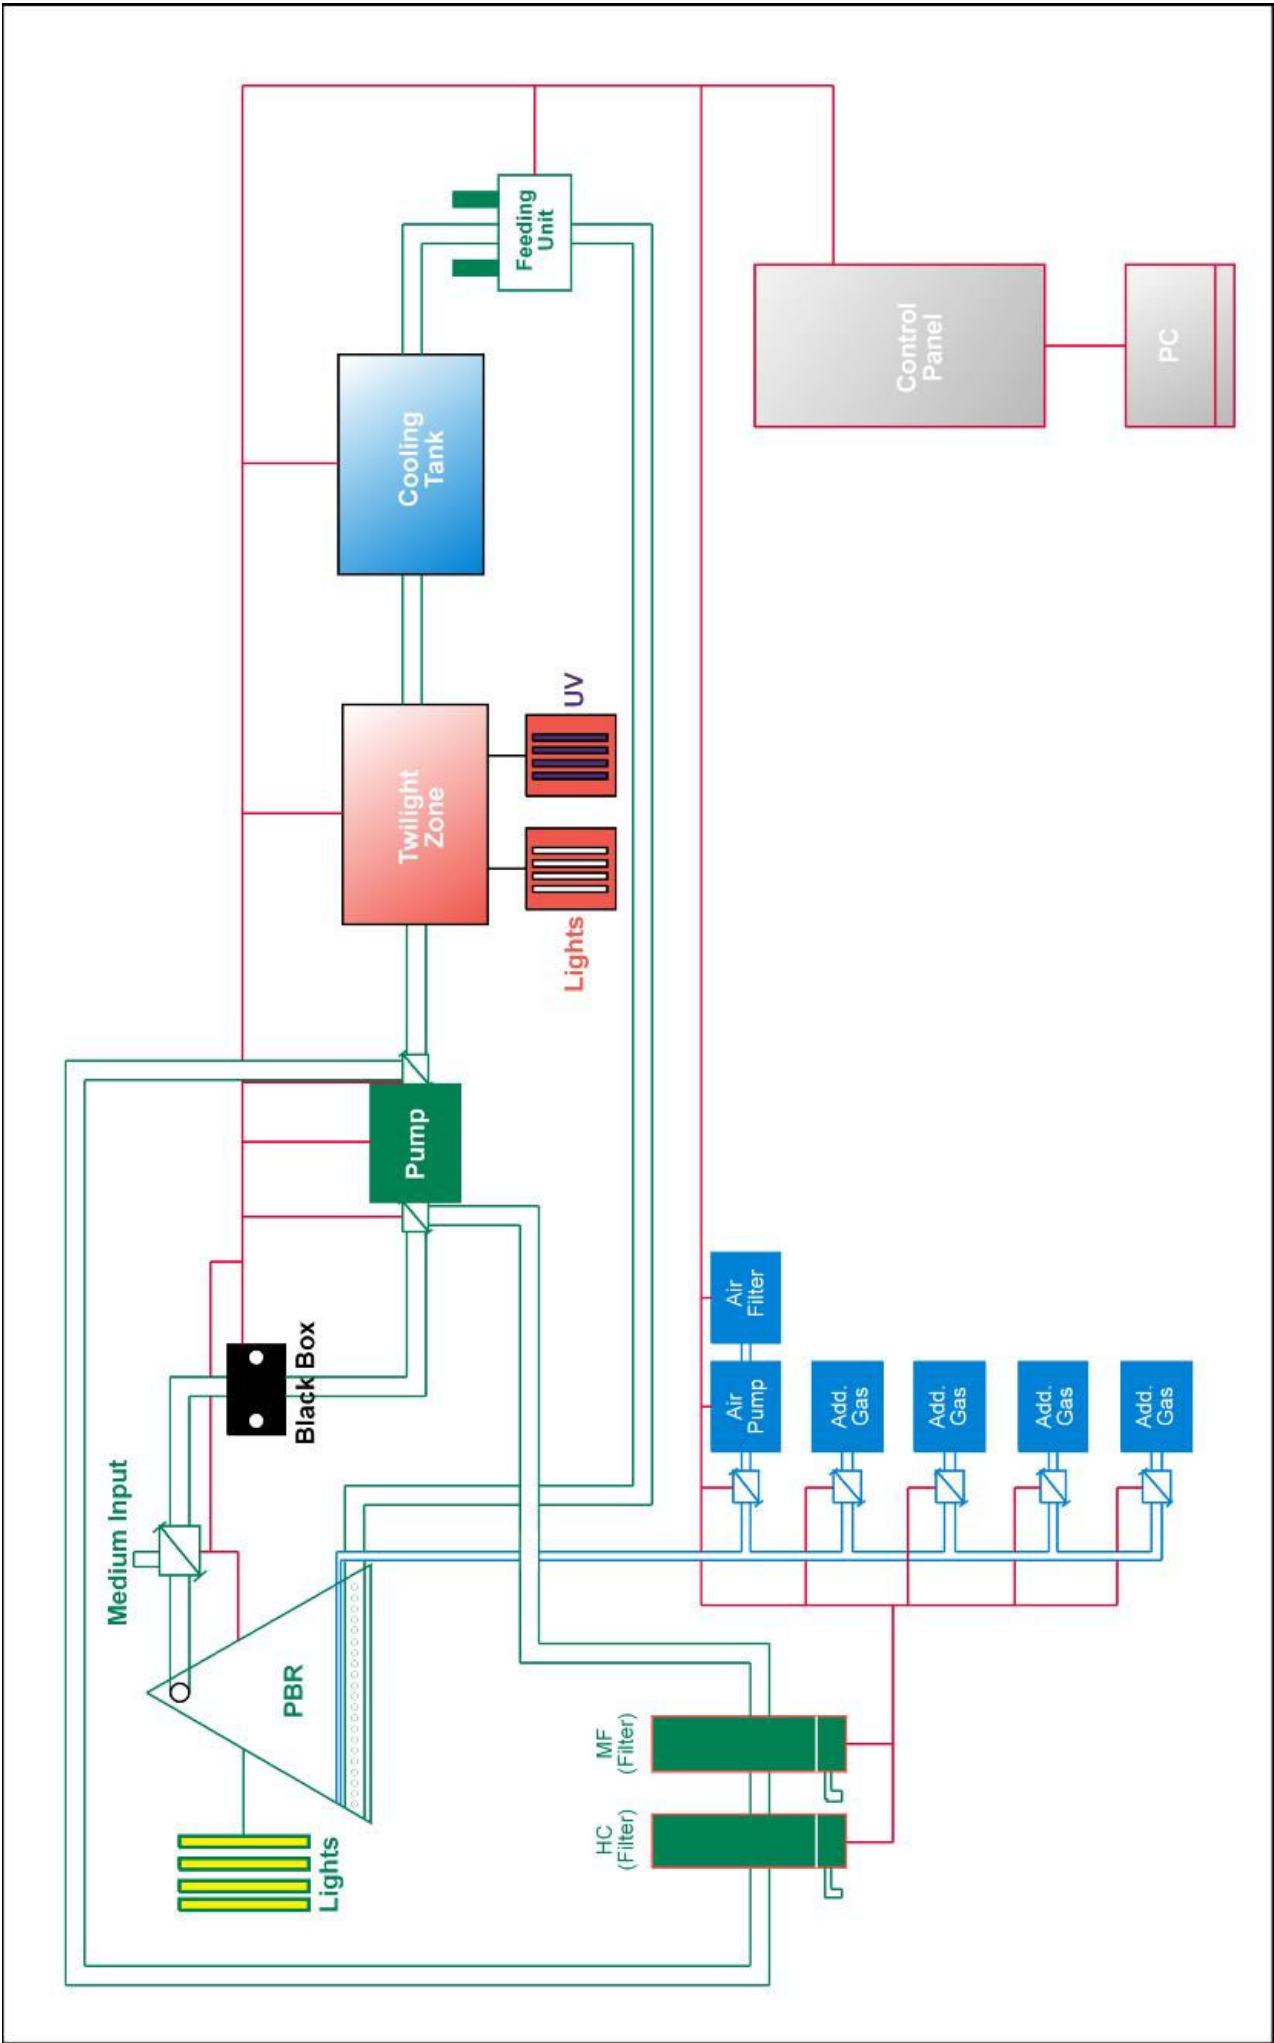 Lights
PBR
Medium Input
Black Box
Pump
Twilight
Zone
Lights
UV
Cooling
Tank
Feeding
Unit
HC
(Filter)
MF
(Filter)
Air
Pump
Air
Filter
Add.
Gas
Add.
Gas
Add.
Gas
Add.
Gas
Control
Panel
PC